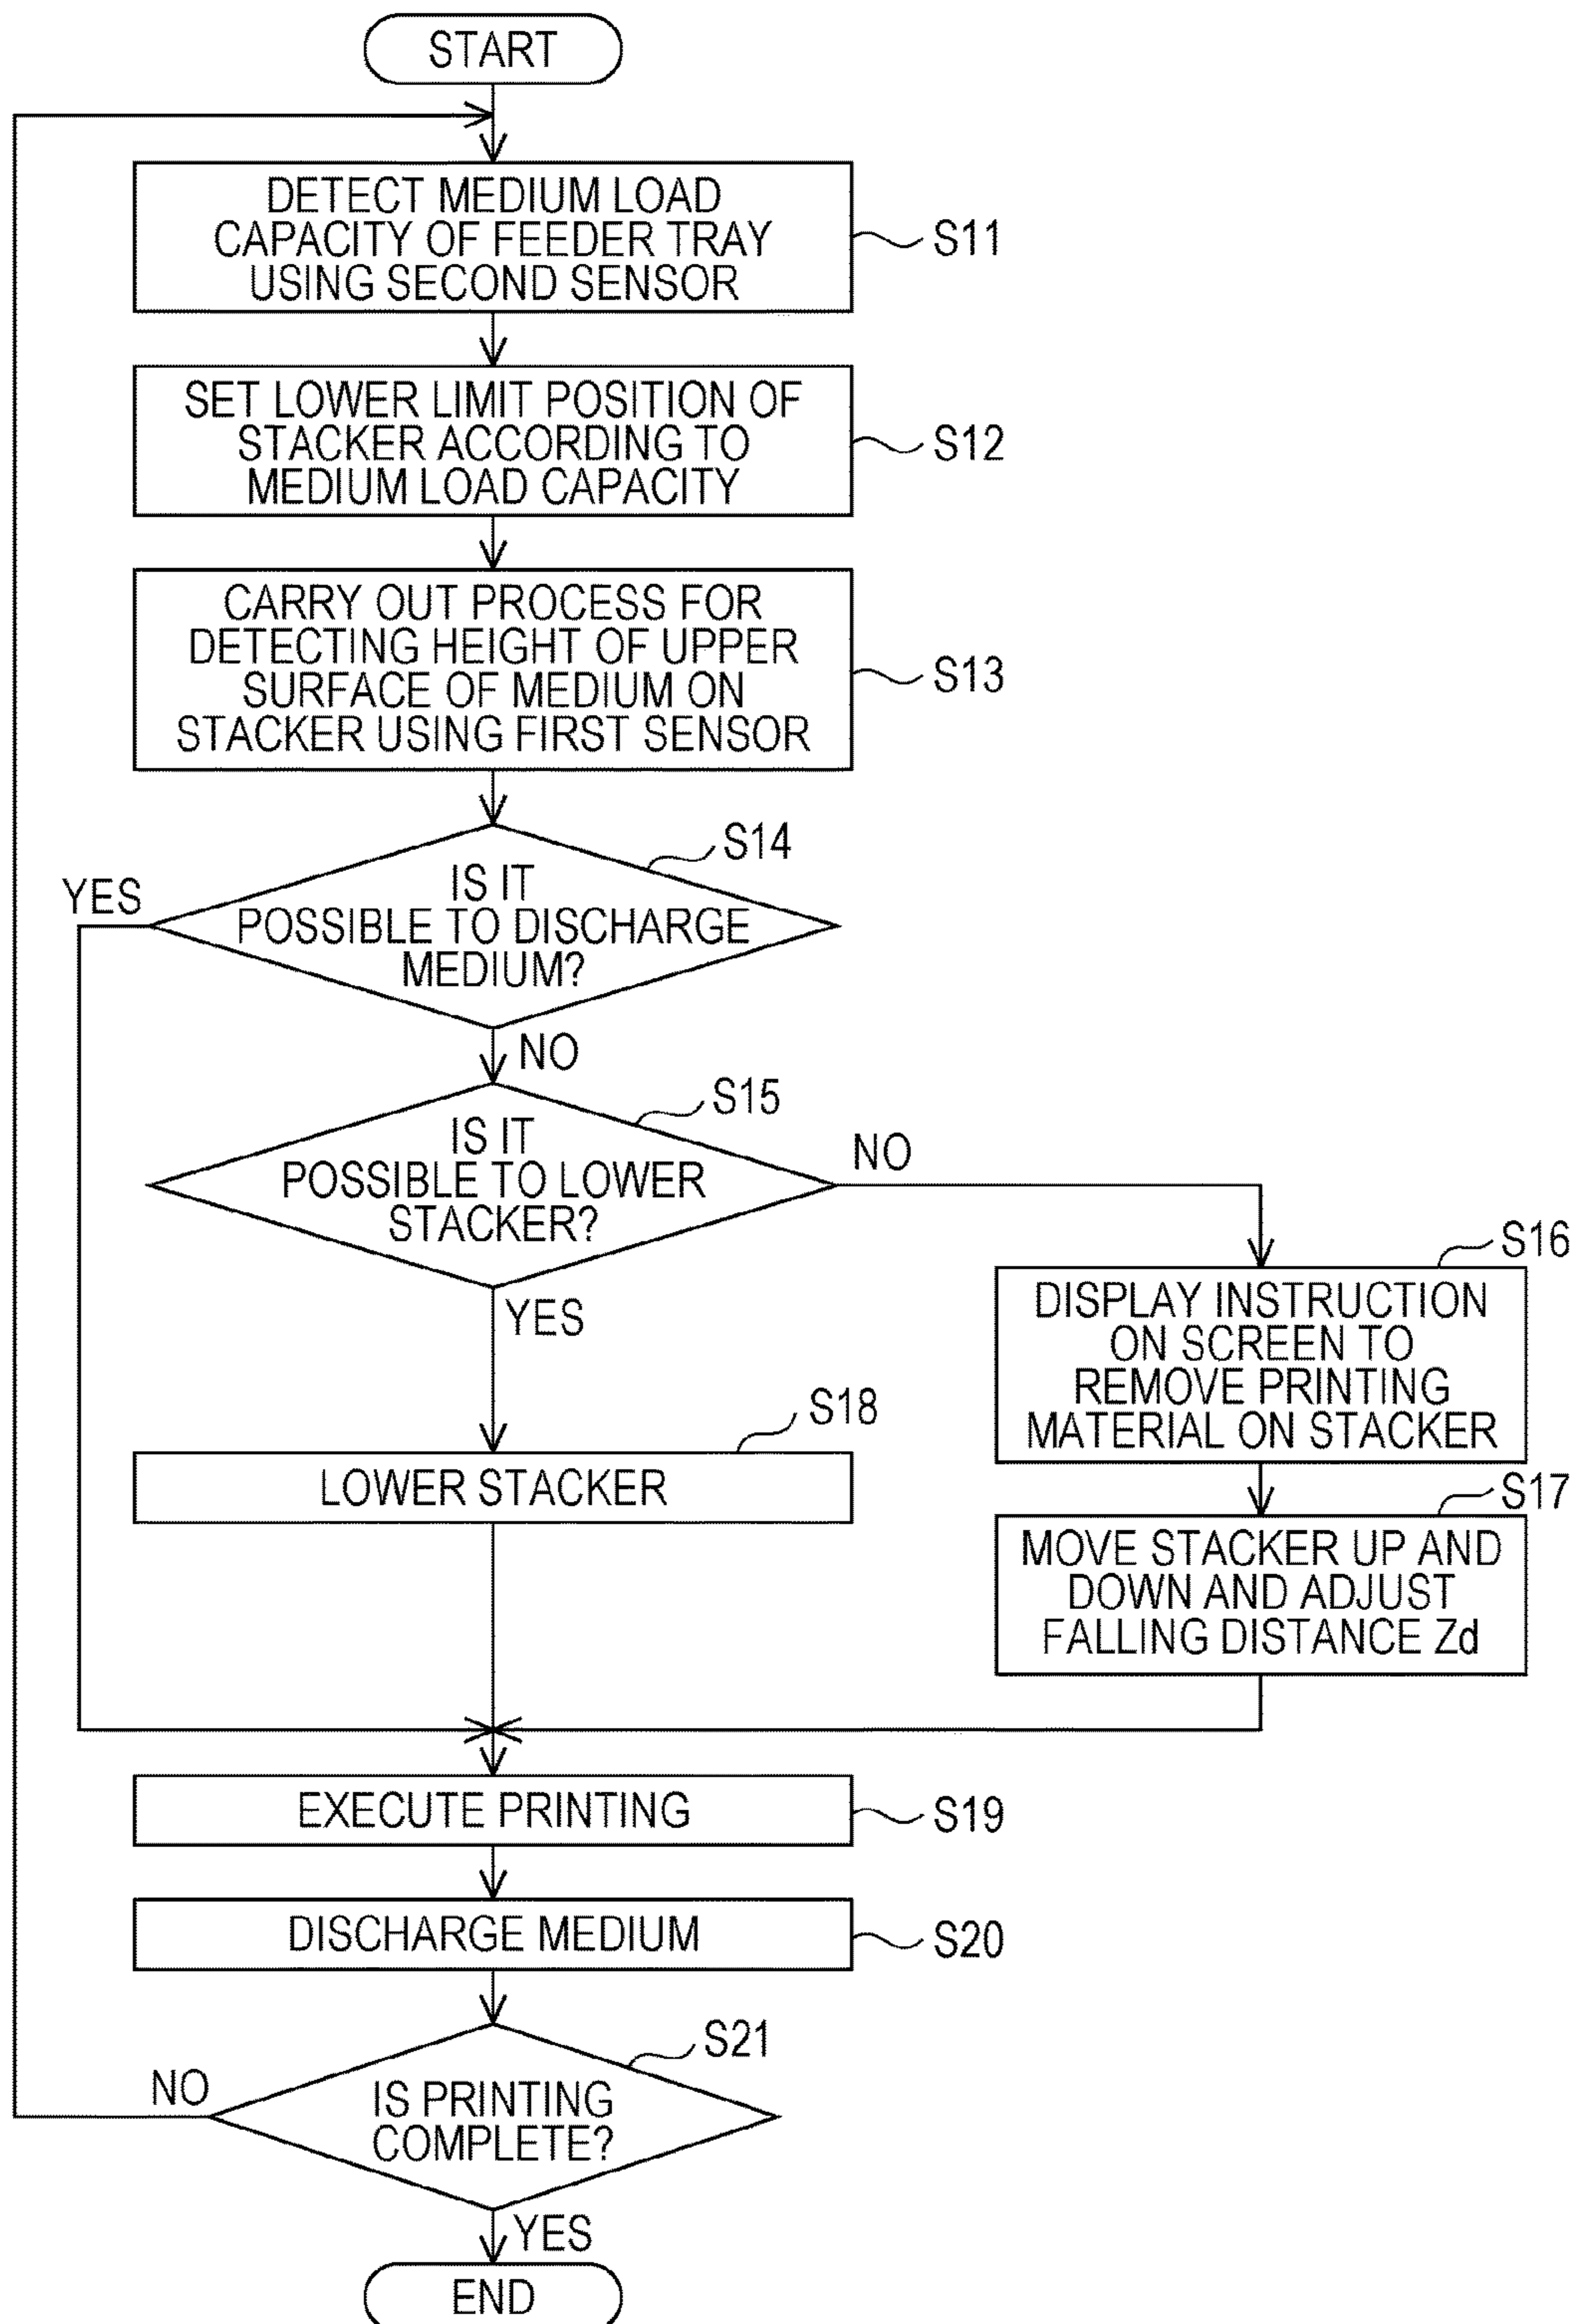 START
DETECT MEDIUM LOAD
CAPACITY OF FEEDER TRAY
USING SECOND SENSOR
S11
SET LOWER LIMIT POSITION OF
STACKER ACCORDING TO
MEDIUM LOAD CAPACITY
S12
CARRY OUT PROCESS FOR
DETECTING HEIGHT OF UPPER
SURFACE OF MEDIUM ON
STACKER USING FIRST SENSOR
S13
S14
YES
IS IT
POSSIBLE TO DISCHARGE
MEDIUM?
NO
S15
IS IT
POSSIBLE TO LOWER
STACKER?
NO
YES
S16
DISPLAY INSTRUCTION
ON SCREEN TO
REMOVE PRINTING
MATERIAL ON STACKER
S18
LOWER STACKER
S17
MOVE STACKER UP AND
DOWN AND ADJUST
FALLING DISTANCE Zd
EXECUTE PRINTING
S19
DISCHARGE MEDIUM
S20
S21
NO
IS PRINTING
COMPLETE?
YES
END